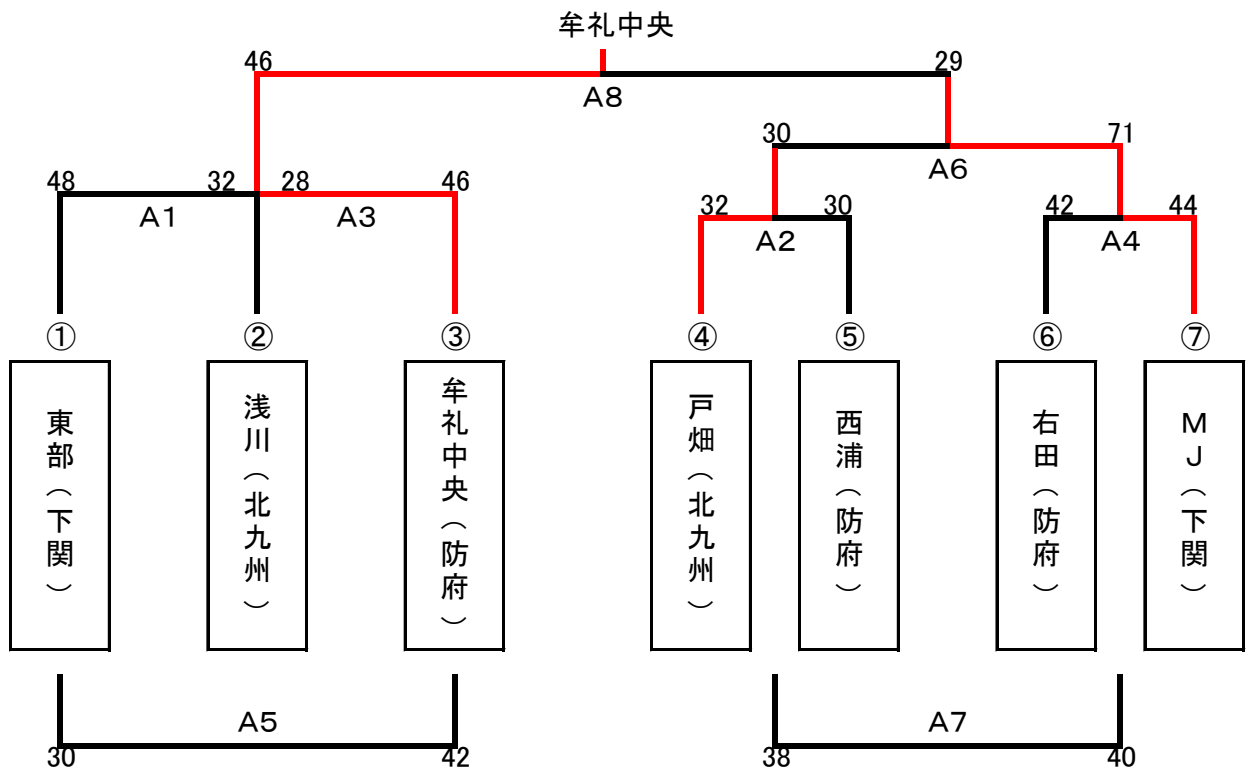 牟礼中央
46
29
A8
30
71
A6
48
32
28
46
A1
A3
32
30
42
44
A2
A4
①
②
③
④
⑤
⑥
⑦
東部（下関）
浅川（北九州）
牟礼中央（防府）
戸畑（北九州）
西浦（防府）
右田（防府）
ＭＪ（下関）
A5
A7
30
42
38
40